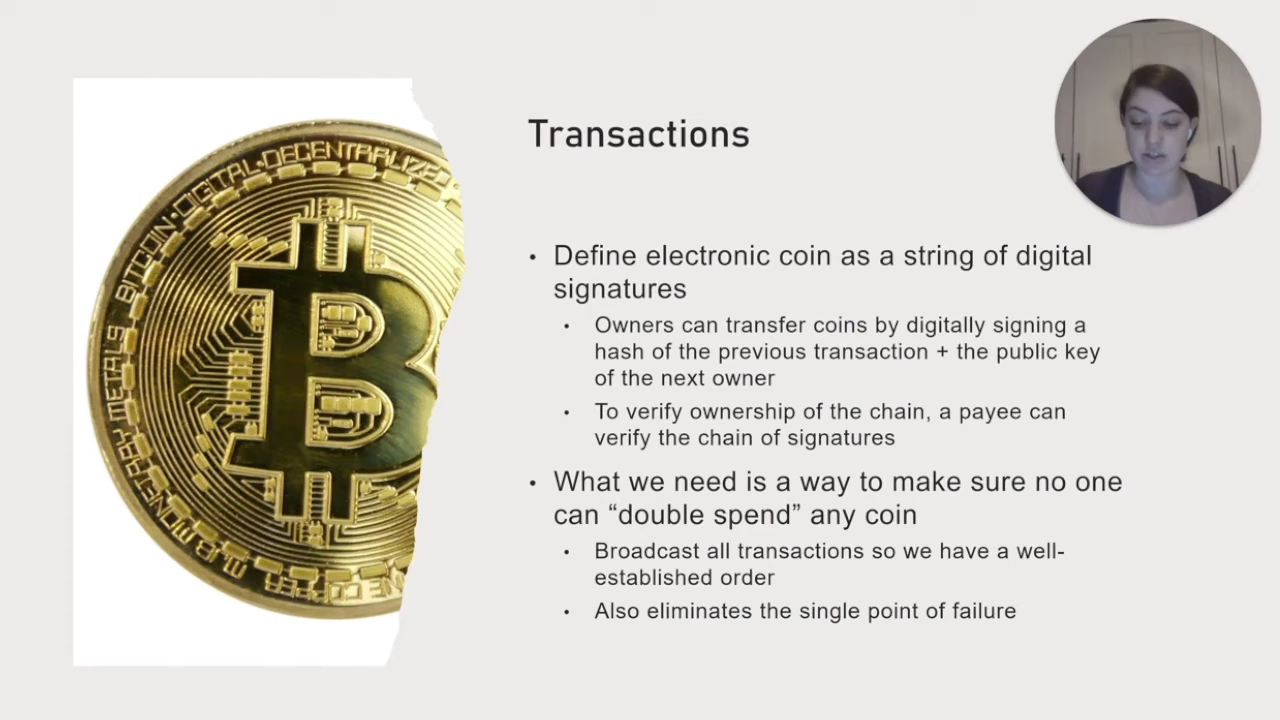 Transactions
• Define electronic coin as a string of digital
signatures
• Owners can transfer coins by digitally signing a
hash of the previous transaction + the public key
of the next owner
• To verify ownership of the chain, a payee can
verify the chain of signatures
• What we need is a way to make sure no one
can “double spend” any coin
• Broadcast all transactions so we have a well-
established order
• Also eliminates the single point of failure
BITCOIN·DIGITAL·DECENTRALIZED